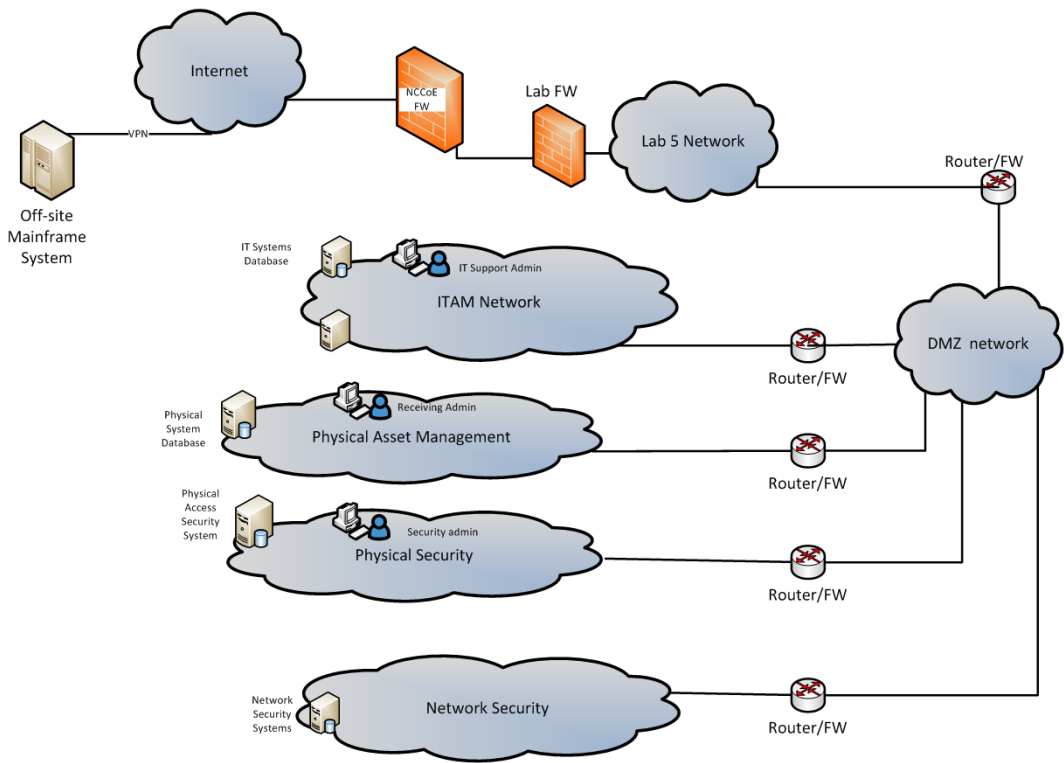 Internet
NCCoE
FW
Lab FW
Lab 5 Network
Router/FW
VPN
Off-site
Mainframe
System
IT Systems
Database
IT Support Admin
ITAM Network
DMZ network
Router/FW
Physical
System
Database
Receiving Admin
Physical Asset Management
Router/FW
Physical
Access
Security
System
Security admin
Physical Security
Router/FW
Network
Security
Systems
Network Security
Router/FW